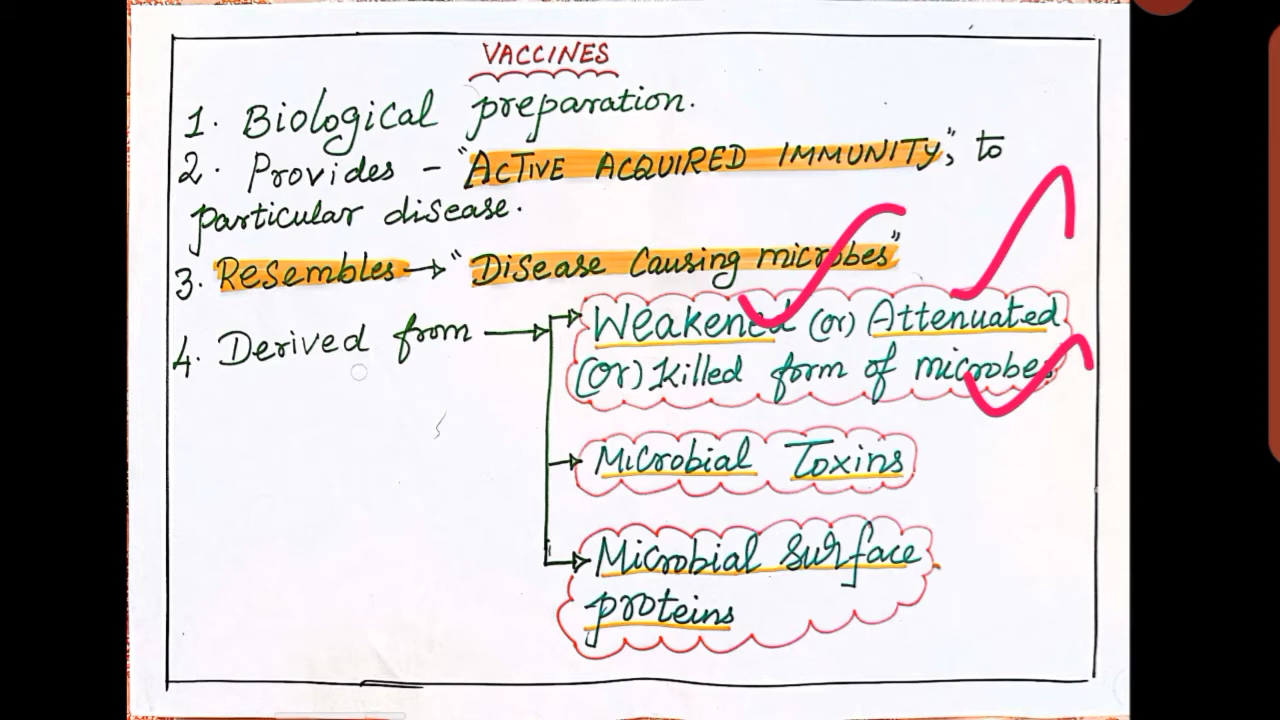 VACCINES
1. Biological preparation.
2. Provides - "ACTIVE ACQUIRED IMMUNITY", to
particular disease.
3. Resembles → "Disease Causing microbes"
4. Derived from → Weakened (or) Attenuated
(or) Killed form of microbes
Microbial Toxins
Microbial surface
proteins